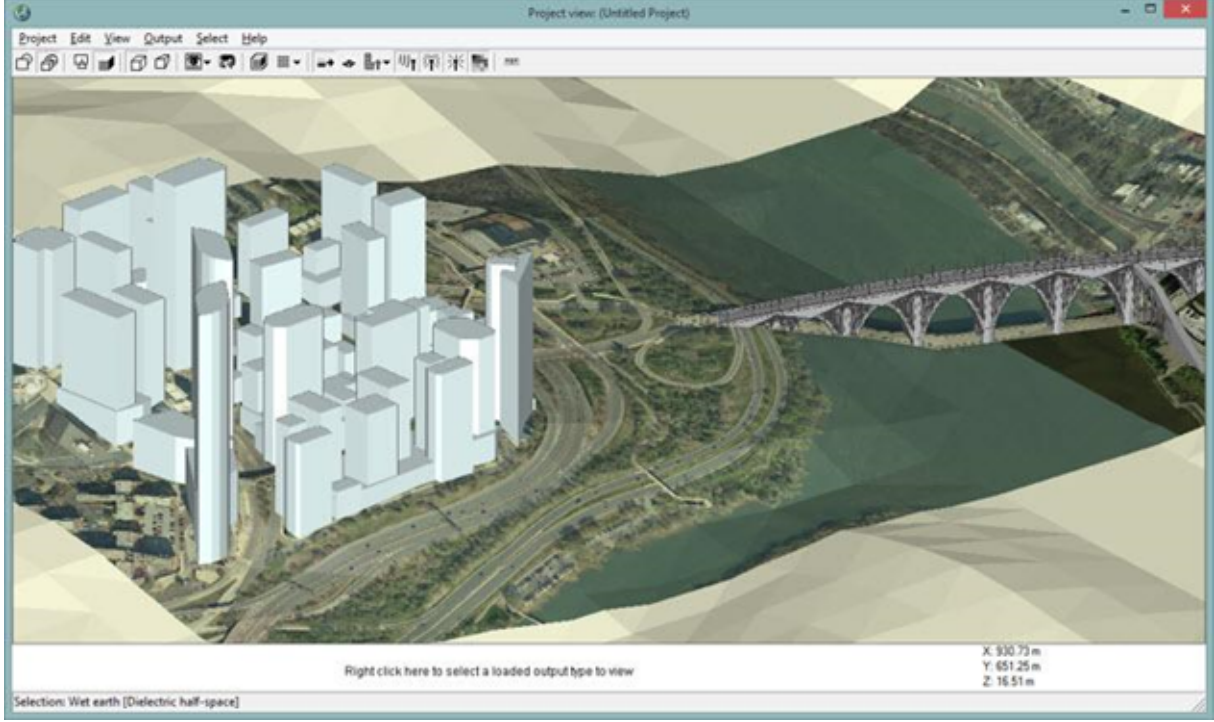 Project view: (Untitled Project)
Project Edit View Output Select Help
Right click here to select a loaded output type to view
X: 930.73 m
Y: 651.25 m
Z: 16.51 m
Selection: Wet earth [Dielectric half-space]